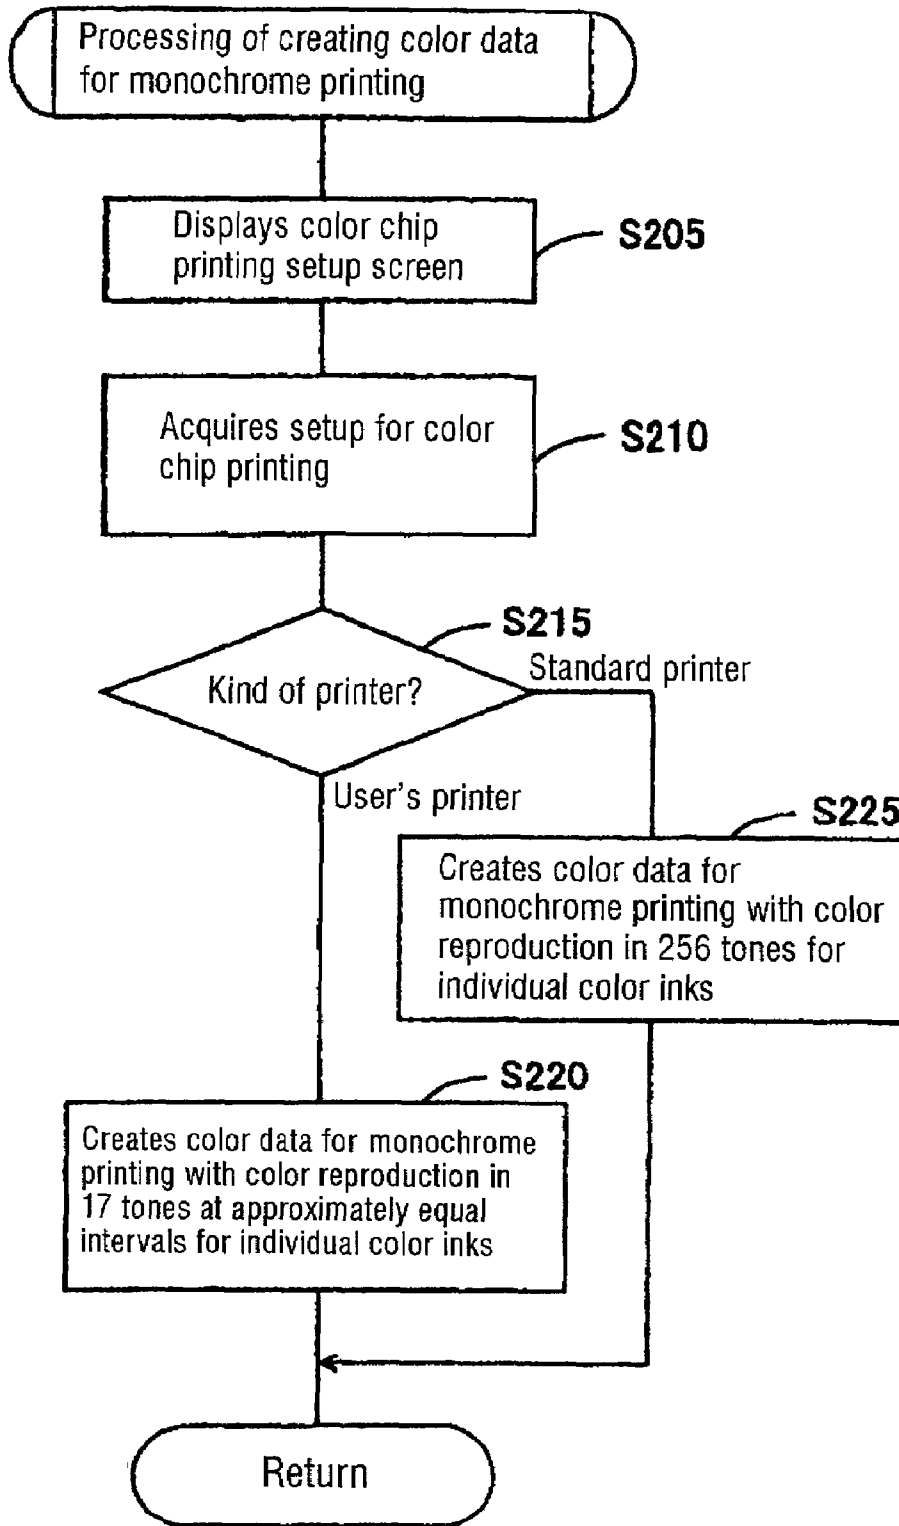 Processing of creating color data
for monochrome printing
Displays color chip
printing setup screen
S205
Acquires setup for color
chip printing
S210
S215
Kind of printer?
Standard printer
User's printer
S225
Creates color data for
monochrome printing with color
reproduction in 256 tones for
individual color inks
S220
Creates color data for monochrome
printing with color reproduction in
17 tones at approximately equal
intervals for individual color inks
Return